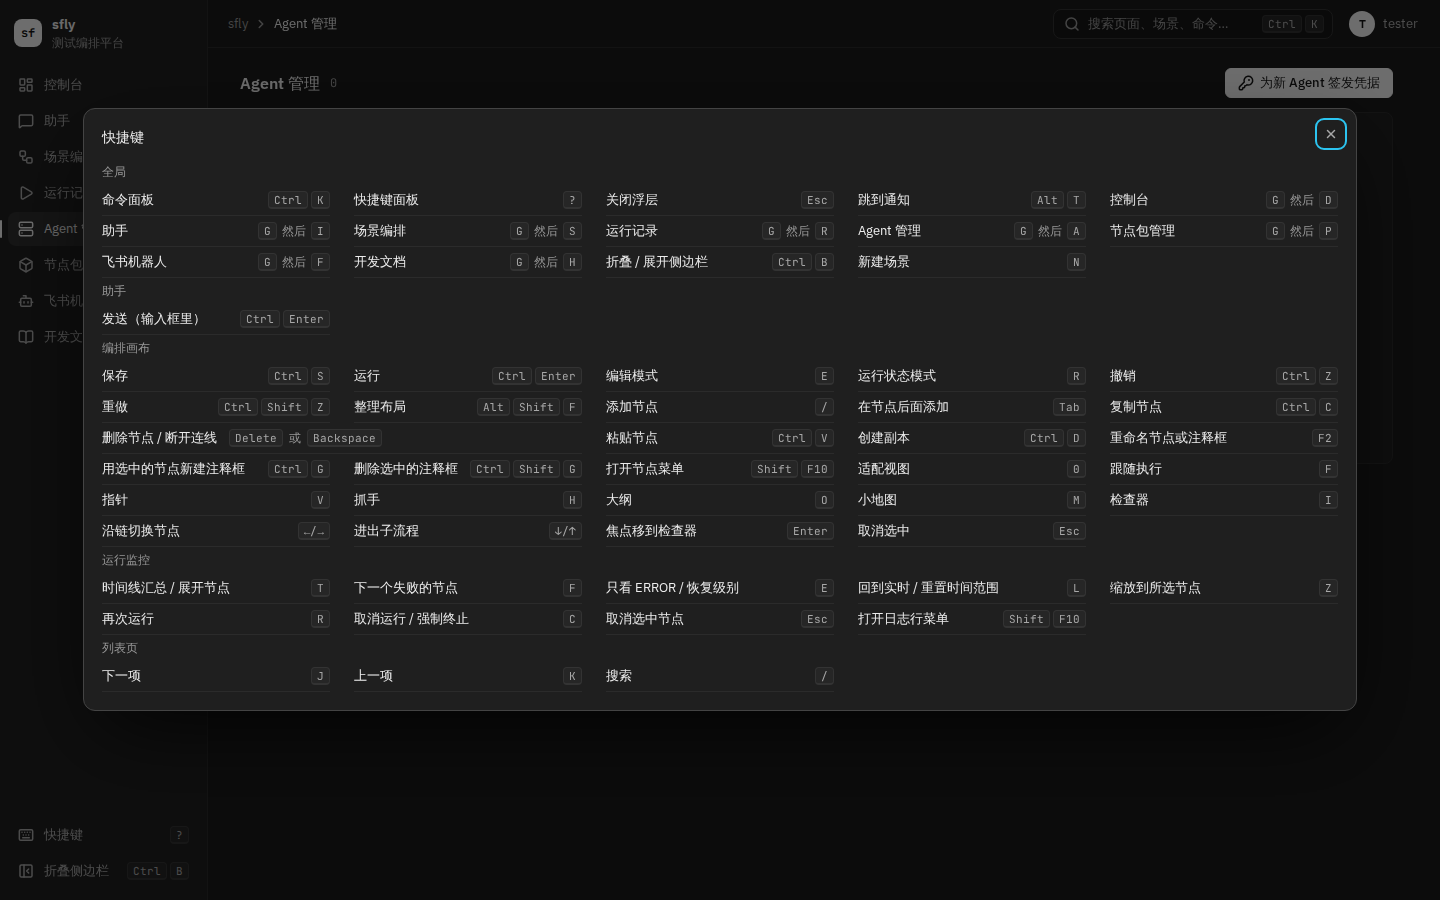 sf sfly
测试编排平台
sfly > Agent 管理
搜索页面、场景、命令... Ctrl K
T tester
控制台
助手
场景编
运行记
Agent
节点包
飞书机
开发文
Agent 管理 0
为新 Agent 签发凭据
快捷键
全局
命令面板 Ctrl K 快捷键面板 ? 关闭浮层 Esc 跳到通知 Alt T 控制台 G 然后 D
助手 G 然后 I 场景编排 G 然后 S 运行记录 G 然后 R Agent 管理 G 然后 A 节点包管理 G 然后 P
飞书机器人 G 然后 F 开发文档 G 然后 H 折叠 / 展开侧边栏 Ctrl B 新建场景 N
助手
发送（输入框里） Ctrl Enter
编排画布
保存 Ctrl S 运行 Ctrl Enter 编辑模式 E 运行状态模式 R 撤销 Ctrl Z
重做 Ctrl Shift Z 整理布局 Alt Shift F 添加节点 / 在节点后面添加 Tab 复制节点 Ctrl C
删除节点 / 断开连线 Delete 或 Backspace 粘贴节点 Ctrl V 创建副本 Ctrl D 重命名节点或注释框 F2
用选中的节点新建注释框 Ctrl G 删除选中的注释框 Ctrl Shift G 打开节点菜单 Shift F10 适配视图 0 跟随执行 F
指针 V 抓手 H 大纲 O 小地图 M 检查器 I
沿链切换节点 ←/→ 进出子流程 ↓/↑ 焦点移到检查器 Enter 取消选中 Esc
运行监控
时间线汇总 / 展开节点 T 下一个失败的节点 F 只看 ERROR / 恢复级别 E 回到实时 / 重置时间范围 L 缩放到所选节点 Z
再次运行 R 取消运行 / 强制终止 C 取消选中节点 Esc 打开日志行菜单 Shift F10
列表页
下一项 J 上一项 K 搜索 /
快捷键 ?
折叠侧边栏 Ctrl B